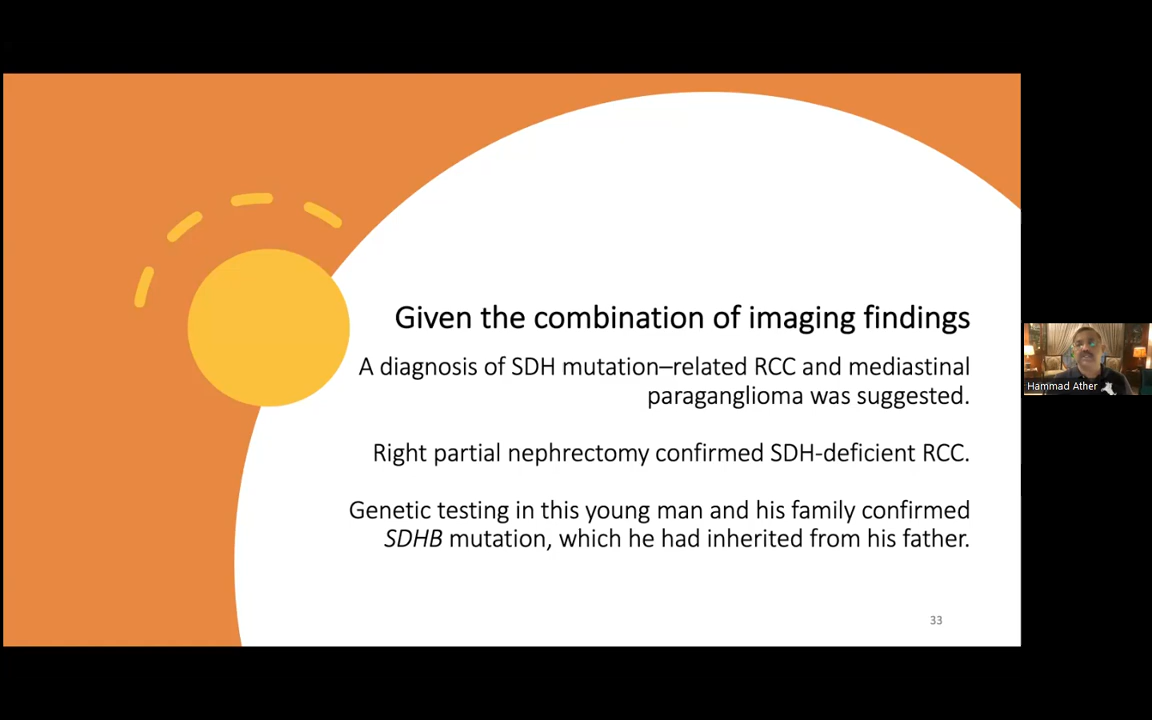 Given the combination of imaging findings
A diagnosis of SDH mutation–related RCC and mediastinal
paraganglioma was suggested.
Right partial nephrectomy confirmed SDH-deficient RCC.
Genetic testing in this young man and his family confirmed
SDHB mutation, which he had inherited from his father.
33
Hammad Ather